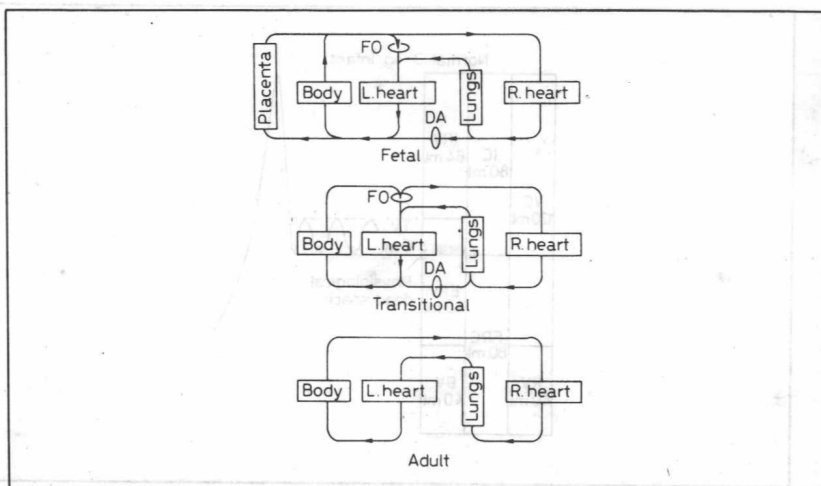 FO
Placenta Body L. heart Lungs R. heart
DA
Fetal
FO
Body L. heart Lungs R. heart
DA
Transitional
Body L. heart Lungs R. heart
Adult